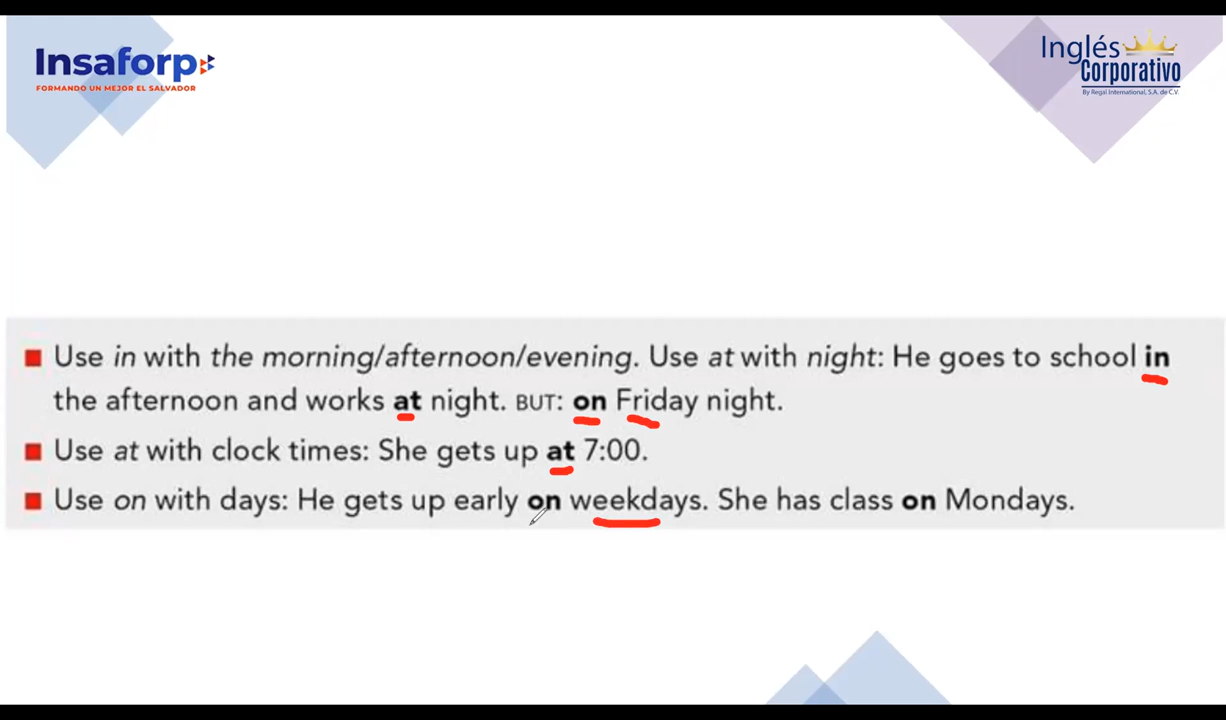 Insaforp
FORMANDO UN MEJOR EL SALVADOR
Inglés
Corporativo
By Regal International, S.A. de C.V.
Use in with the morning/afternoon/evening. Use at with night: He goes to school in
the afternoon and works at night. BUT: on Friday night.
Use at with clock times: She gets up at 7:00.
Use on with days: He gets up early on weekdays. She has class on Mondays.